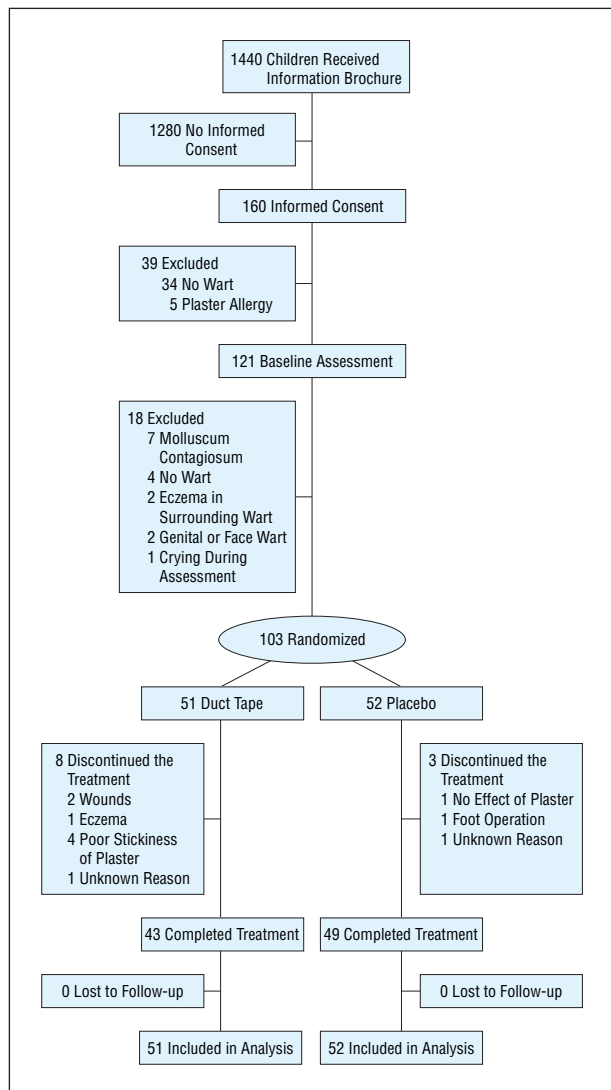 1440 Children Received
Information Brochure
1280 No Informed
Consent
160 Informed Consent
39 Excluded
34 No Wart
5 Plaster Allergy
121 Baseline Assessment
18 Excluded
7 Molluscum
Contagiosum
4 No Wart
2 Eczema in
Surrounding Wart
2 Genital or Face Wart
1 Crying During
Assessment
103 Randomized
51 Duct Tape
52 Placebo
8 Discontinued the
Treatment
2 Wounds
1 Eczema
4 Poor Stickiness
of Plaster
1 Unknown Reason
3 Discontinued the
Treatment
1 No Effect of Plaster
1 Foot Operation
1 Unknown Reason
43 Completed Treatment
49 Completed Treatment
0 Lost to Follow-up
0 Lost to Follow-up
51 Included in Analysis
52 Included in Analysis